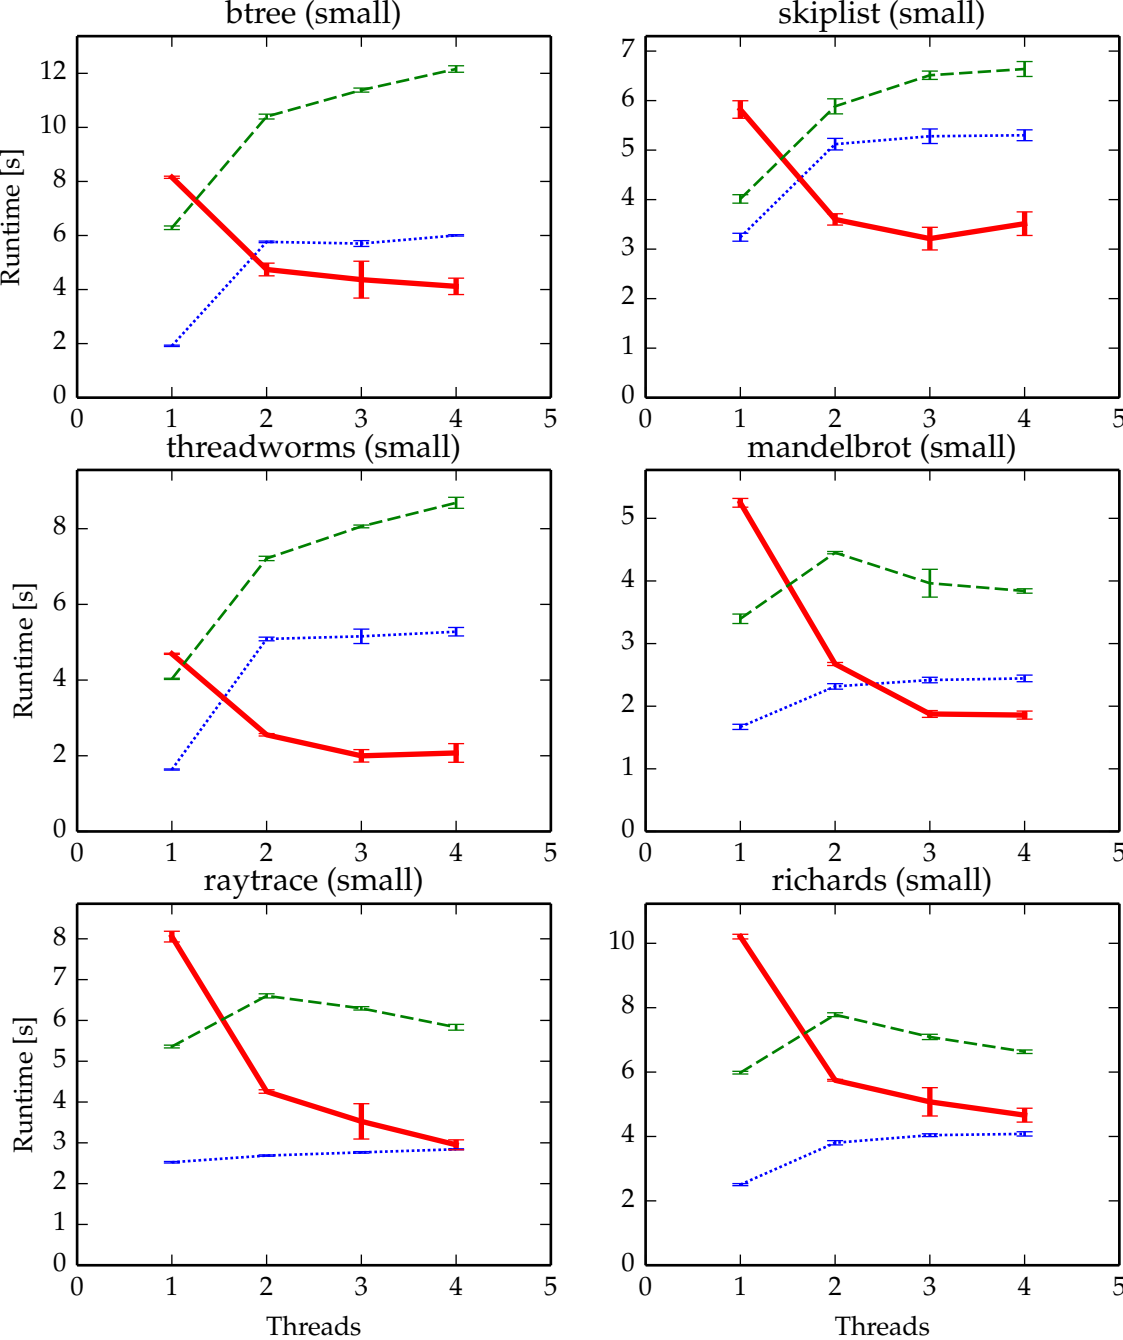 btree (small)
skiplist (small)
Runtime [s]
12
10
8
6
4
2
0
0 1 2 3 4 5
7
6
5
4
3
2
1
0
0 1 2 3 4 5
threadworms (small)
mandelbrot (small)
Runtime [s]
8
6
4
2
0
0 1 2 3 4 5
5
4
3
2
1
0
0 1 2 3 4 5
raytrace (small)
richards (small)
Runtime [s]
8
7
6
5
4
3
2
1
0
0 1 2 3 4 5
Threads
10
8
6
4
2
0
0 1 2 3 4 5
Threads